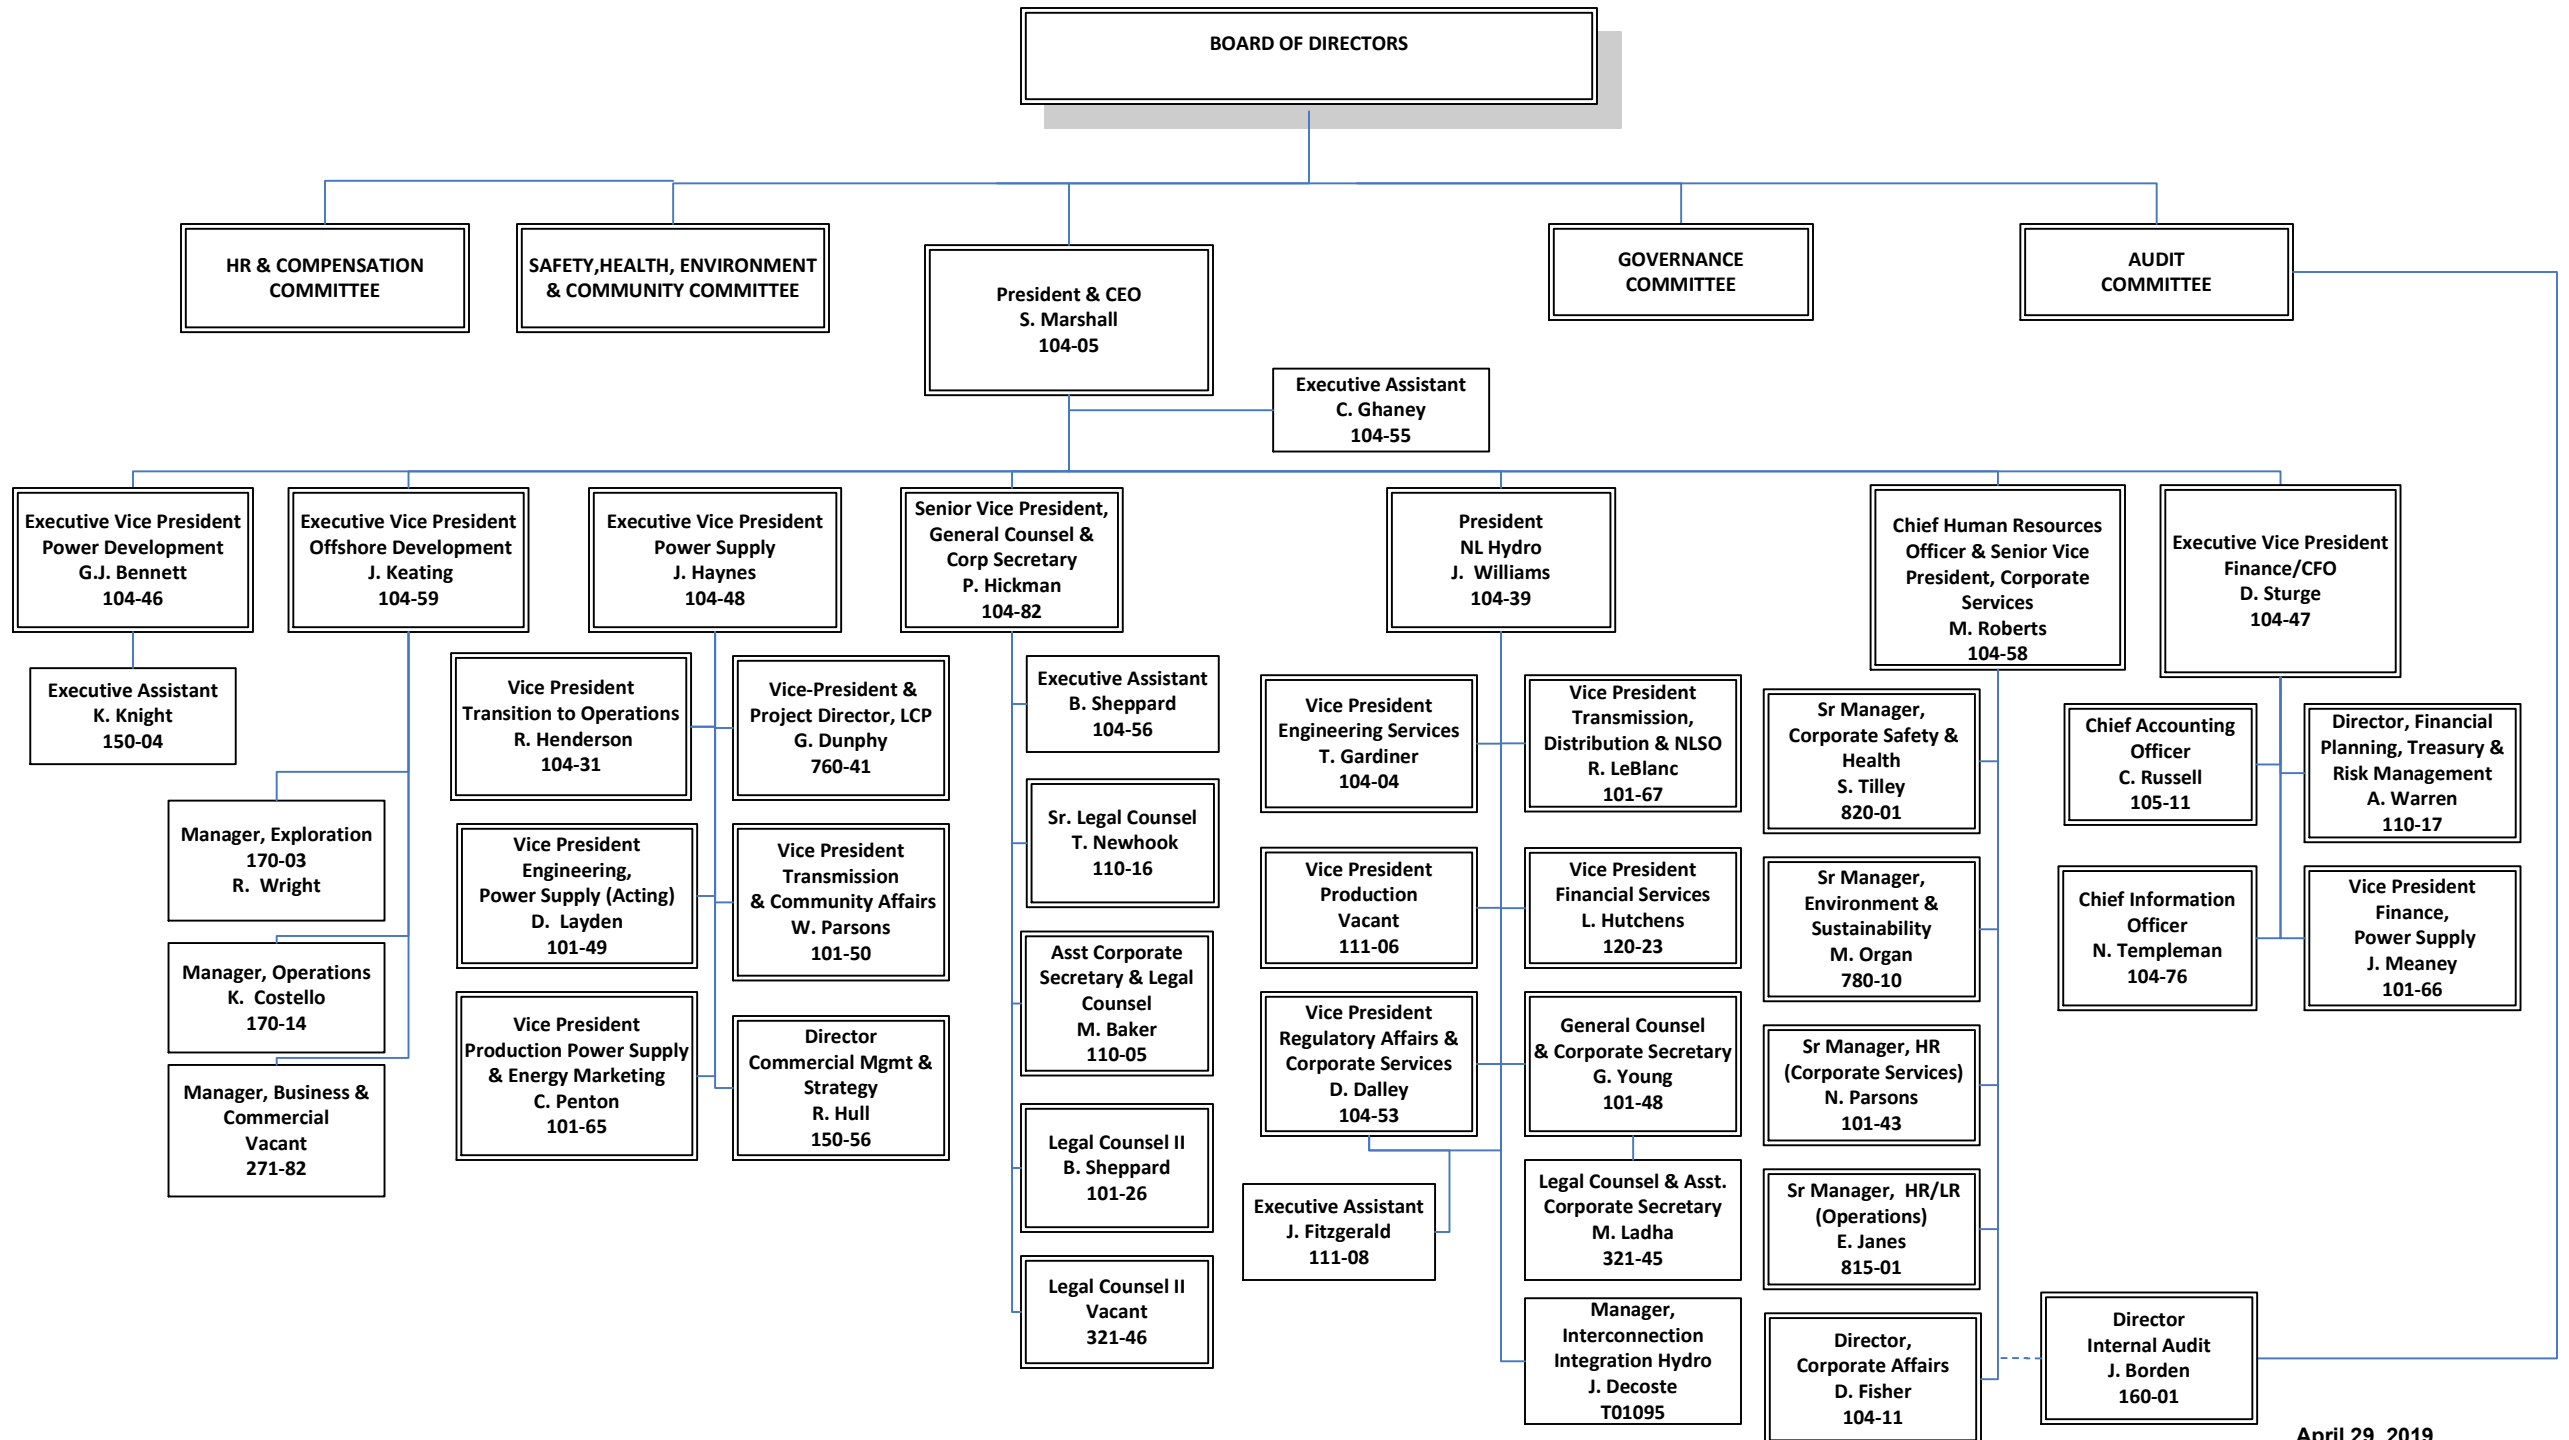 BOARD OF DIRECTORS
HR & COMPENSATION
COMMITTEE
SAFETY,HEALTH, ENVIRONMENT
& COMMUNITY COMMITTEE
President & CEO
S. Marshall
104-05
GOVERNANCE
COMMITTEE
AUDIT
COMMITTEE
Executive Assistant
C. Ghaney
104-55
Executive Vice President
Power Development
G.J. Bennett
104-46
Executive Vice President
Offshore Development
J. Keating
104-59
Executive Vice President
Power Supply
J. Haynes
104-48
Senior Vice President,
General Counsel &
Corp Secretary
P. Hickman
104-82
President
NL Hydro
J.  Williams
104-39
Chief Human Resources
Officer & Senior Vice
President, Corporate
Services
M. Roberts
104-58
Executive Vice President
Finance/CFO
D. Sturge
104-47
Executive Assistant
K. Knight
150-04
Manager, Exploration
170-03
R.  Wright
Manager, Operations
K.  Costello
170-14
Manager, Business &
Commercial
Vacant
271-82
Vice President
Transition to Operations
R. Henderson
104-31
Vice-President &
Project Director, LCP
G. Dunphy
760-41
Vice President
Engineering,
Power Supply (Acting)
D.  Layden
101-49
Vice President
Transmission
& Community Affairs
W. Parsons
101-50
Vice President
Production Power Supply
& Energy Marketing
C. Penton
101-65
Director
Commercial Mgmt &
Strategy
R. Hull
150-56
Executive Assistant
B. Sheppard
104-56
Sr. Legal Counsel
T. Newhook
110-16
Asst Corporate
Secretary & Legal
Counsel
M. Baker
110-05
Legal Counsel II
B. Sheppard
101-26
Legal Counsel II
Vacant
321-46
Vice President
Engineering Services
T. Gardiner
104-04
Vice President
Transmission,
Distribution & NLSO
R. LeBlanc
101-67
Vice President
Production
Vacant
111-06
Vice President
Financial Services
L. Hutchens
120-23
Vice President
Regulatory Affairs &
Corporate Services
D. Dalley
104-53
General Counsel
& Corporate Secretary
G. Young
101-48
Executive Assistant
J. Fitzgerald
111-08
Legal Counsel & Asst.
Corporate Secretary
M. Ladha
321-45
Manager,
Interconnection
Integration Hydro
J. Decoste
T01095
Sr Manager,
Corporate Safety &
Health
S. Tilley
820-01
Sr Manager,
Environment &
Sustainability
M. Organ
780-10
Sr Manager, HR
(Corporate Services)
N. Parsons
101-43
Sr Manager,  HR/LR
(Operations)
E. Janes
815-01
Director,
Corporate Affairs
D. Fisher
104-11
Chief Accounting
Officer
C. Russell
105-11
Director, Financial
Planning, Treasury &
Risk Management
A. Warren
110-17
Chief Information
Officer
N. Templeman
104-76
Vice President
Finance,
Power Supply
J. Meaney
101-66
Director
Internal Audit
J. Borden
160-01
April 29, 2019